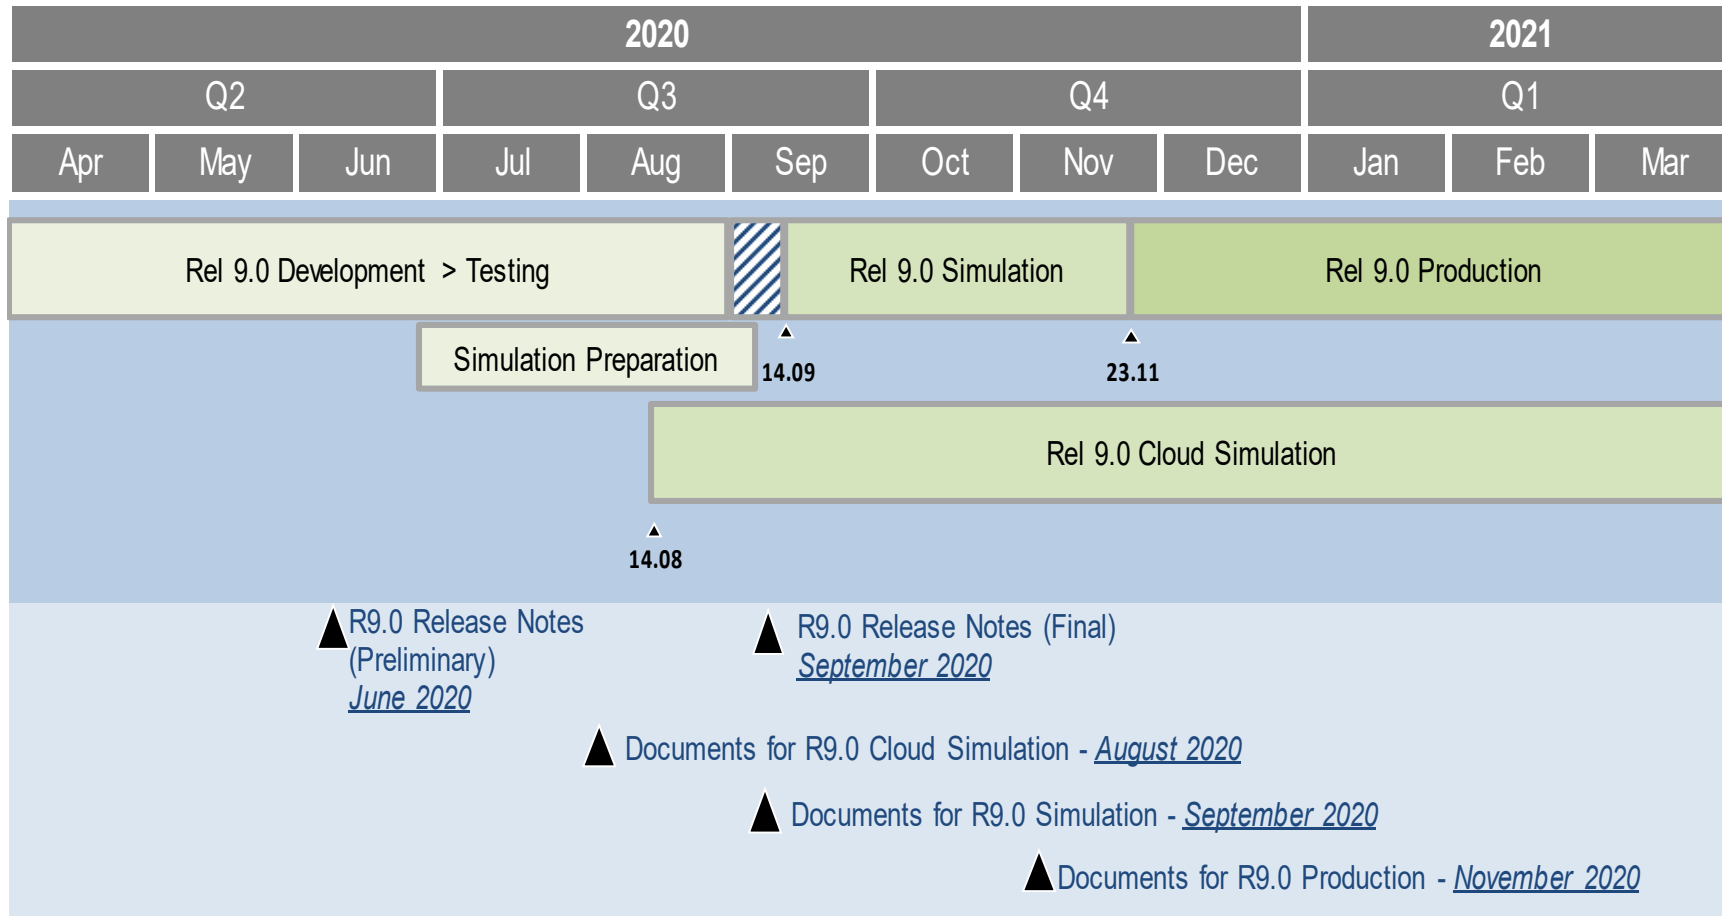 2020 2021
Q2 Q3 Q4 Q1
Apr May Jun Jul Aug Sep Oct Nov Dec Jan Feb Mar
Rel 9.0 Development > Testing
Rel 9.0 Simulation
Rel 9.0 Production
Simulation Preparation
14.09
23.11
Rel 9.0 Cloud Simulation
14.08
R9.0 Release Notes
(Preliminary)
June 2020
R9.0 Release Notes (Final)
September 2020
Documents for R9.0 Cloud Simulation - August 2020
Documents for R9.0 Simulation - September 2020
Documents for R9.0 Production - November 2020